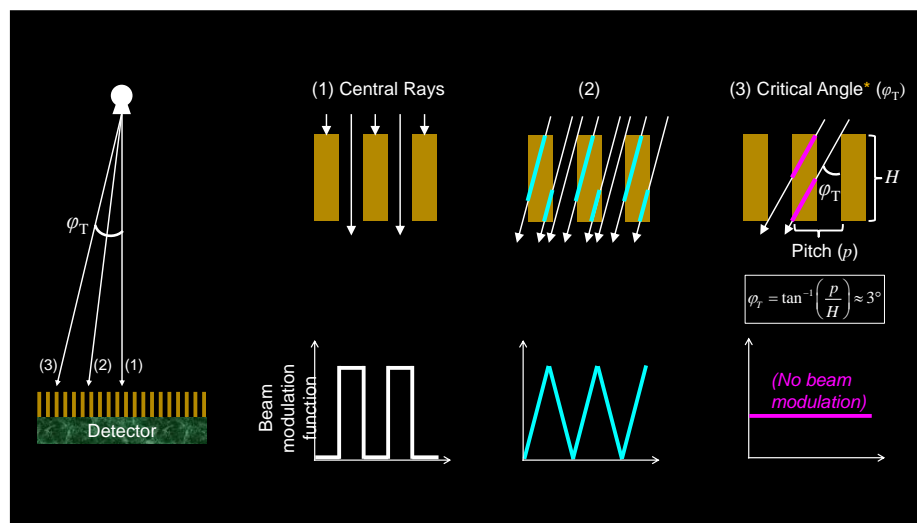 (1) Central Rays
(2)
(3) Critical Angle* (φT)
φT
H
φT
Pitch (p)
φT = tan⁻¹(p/H) ≈ 3°
(3)
(2)
(1)
Detector
Beam
modulation
function
(No beam
modulation)